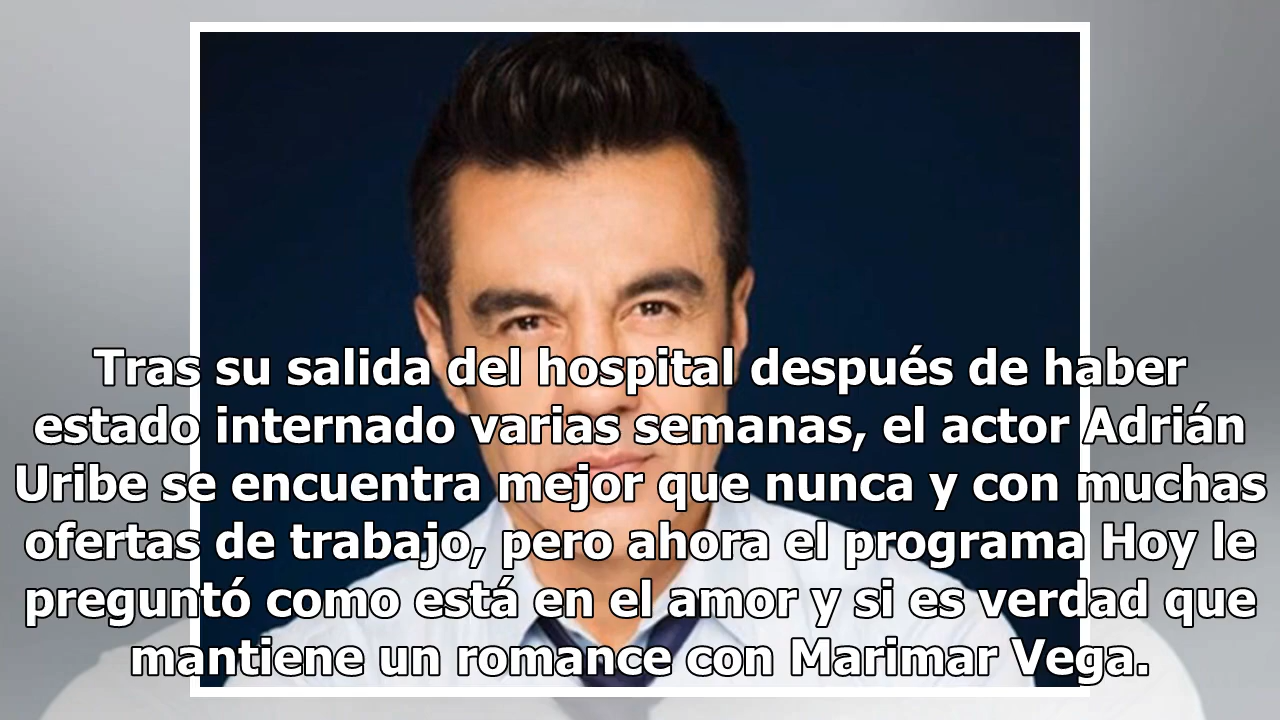 Tras su salida del hospital después de haber
estado internado varias semanas, el actor Adrián
Uribe se encuentra mejor que nunca y con muchas
ofertas de trabajo, pero ahora el programa Hoy le
preguntó como está en el amor y si es verdad que
mantiene un romance con Marimar Vega.